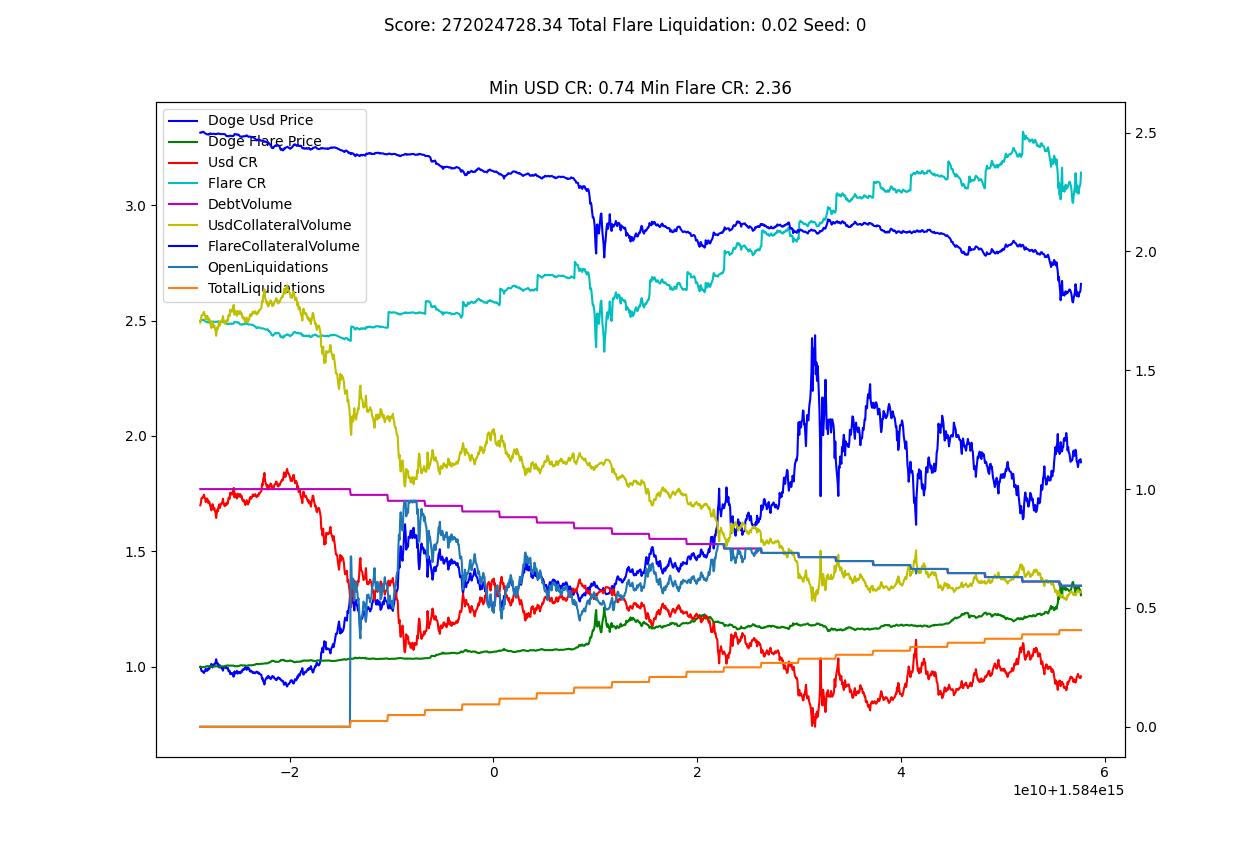 Score: 272024728.34 Total Flare Liquidation: 0.02 Seed: 0
Min USD CR: 0.74 Min Flare CR: 2.36
Doge Usd Price
Doge Flare Price
Usd CR
Flare CR
DebtVolume
UsdCollateralVolume
FlareCollateralVolume
OpenLiquidations
TotalLiquidations
3.0
2.5
2.0
1.5
1.0
2.5
2.0
1.5
1.0
0.5
0.0
−2
0
2
4
6
1e10+1.584e15